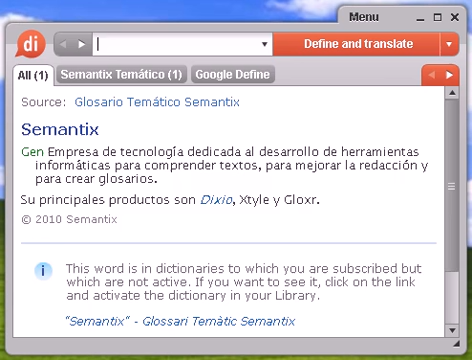 Menu
di
Define and translate
All (1)
Semantix Temático (1)
Google Define
Source: Glosario Temático Semantix
Semantix
Gen Empresa de tecnología dedicada al desarrollo de herramientas
informáticas para comprender textos, para mejorar la redacción y
para crear glosarios.
Su principales productos son Dixio, Xtyle y Gloxr.
© 2010 Semantix
i
This word is in dictionaries to which you are subscribed but
which are not active. If you want to see it, click on the link
and activate the dictionary in your Library.
"Semantix" - Glossari Temàtic Semantix